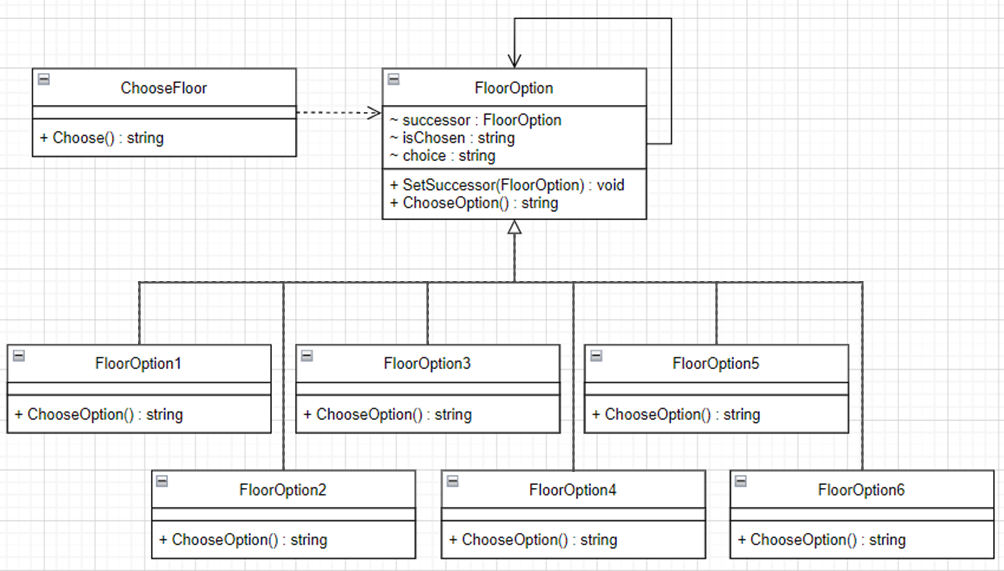 ChooseFloor
+ Choose() : string
FloorOption
~ successor : FloorOption
~ isChosen : string
~ choice : string
+ SetSuccessor(FloorOption) : void
+ ChooseOption() : string
FloorOption1
+ ChooseOption() : string
FloorOption3
+ ChooseOption() : string
FloorOption5
+ ChooseOption() : string
FloorOption2
+ ChooseOption() : string
FloorOption4
+ ChooseOption() : string
FloorOption6
+ ChooseOption() : string